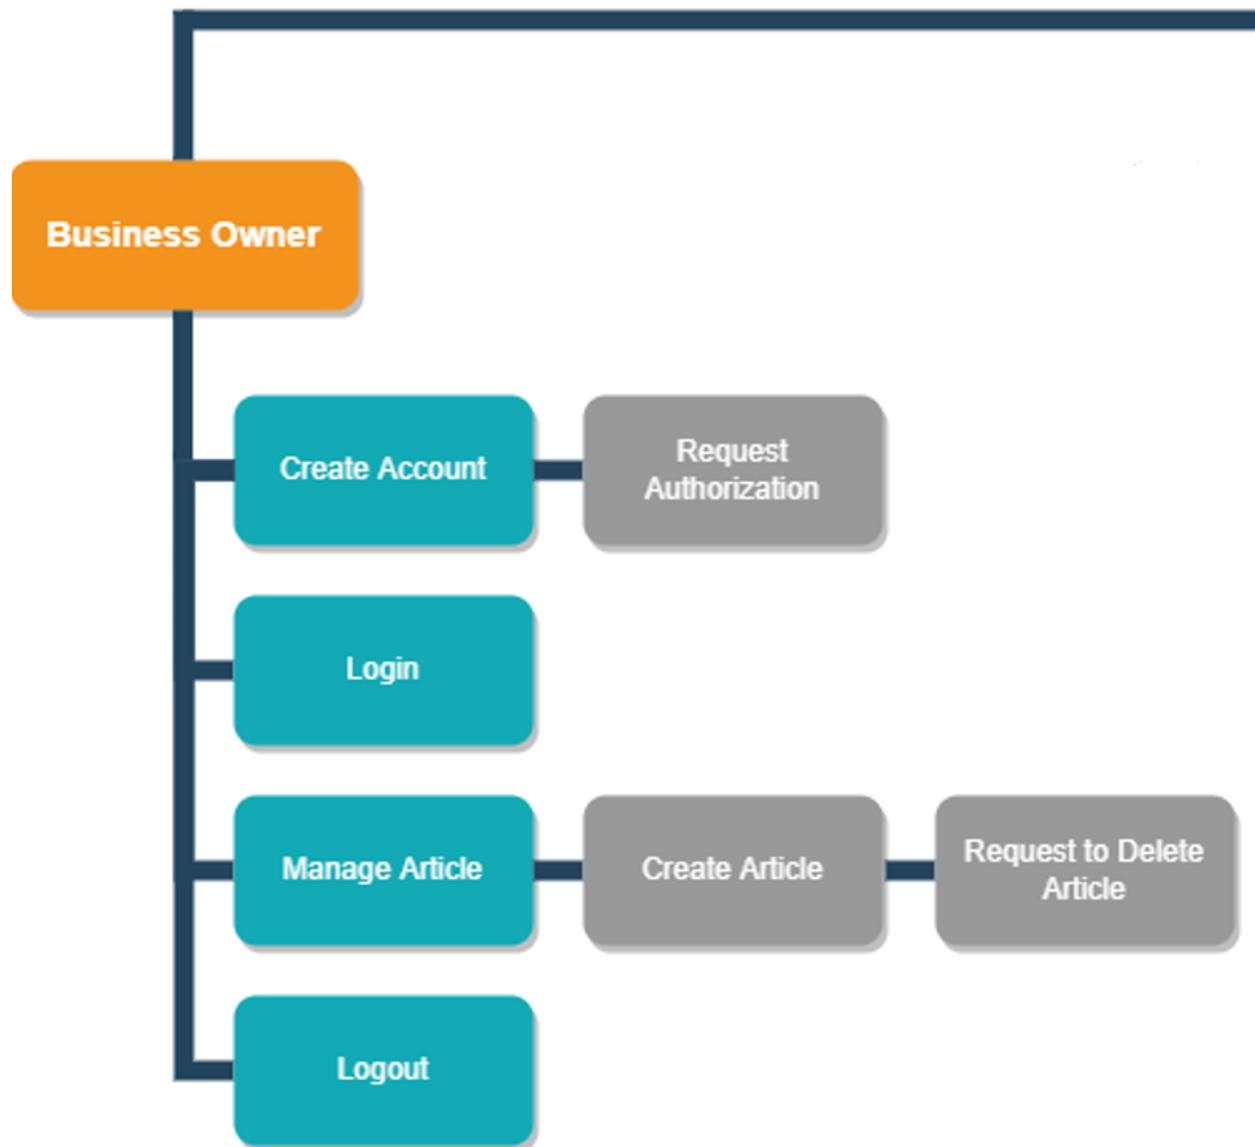 Business Owner
Create Account
Request
Authorization
Login
Manage Article
Create Article
Request to Delete
Article
Logout